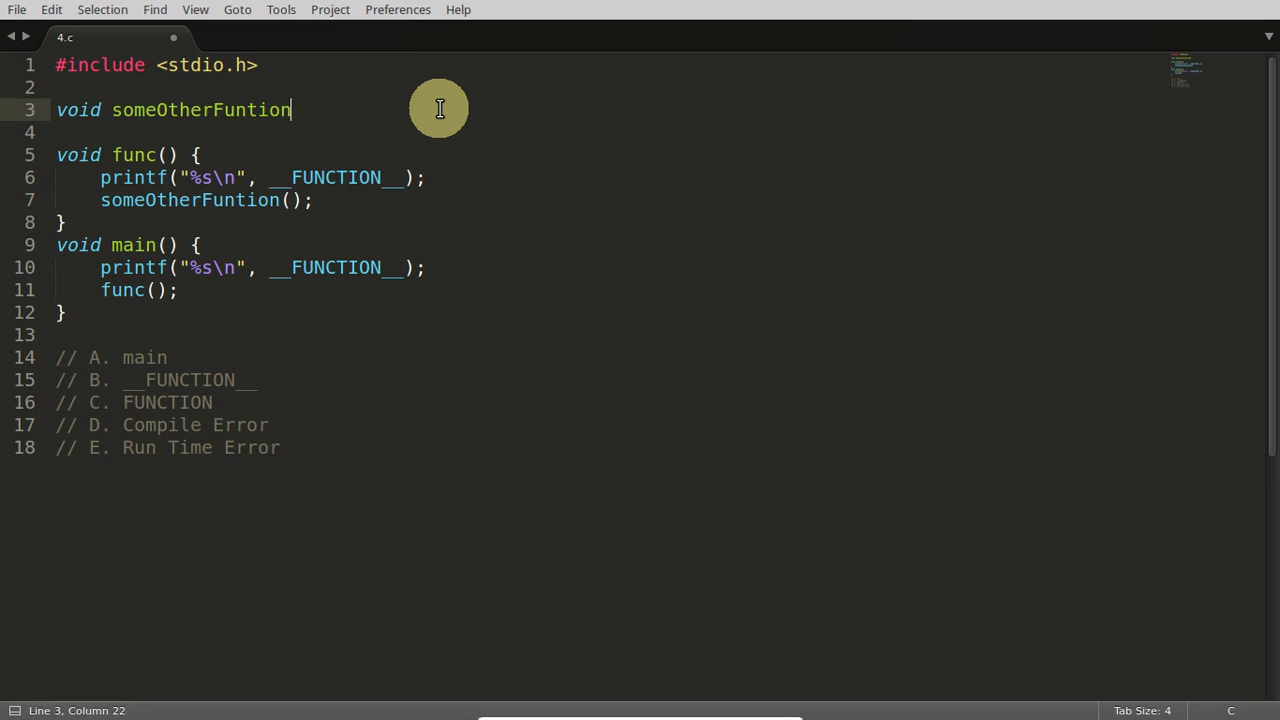 File Edit Selection Find View Goto Tools Project Preferences Help
4.c
1 #include <stdio.h>
2
3 void someOtherFuntion
4
5 void func() {
6     printf("%s\n", __FUNCTION__);
7     someOtherFuntion();
8 }
9 void main() {
10     printf("%s\n", __FUNCTION__);
11     func();
12 }
13
14 // A. main
15 // B. __FUNCTION__
16 // C. FUNCTION
17 // D. Compile Error
18 // E. Run Time Error
Line 3, Column 22 Tab Size: 4 C